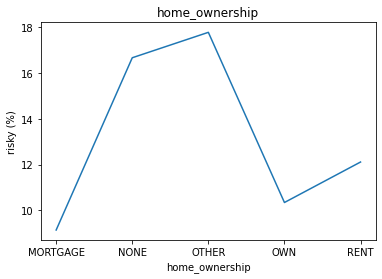 home_ownership
risky (%)
18
16
14
12
10
MORTGAGE NONE OTHER OWN RENT
home_ownership